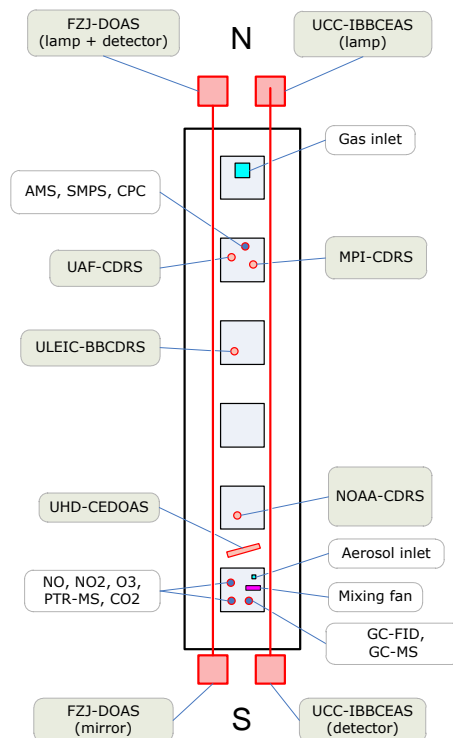 FZJ-DOAS
(lamp + detector)
N
UCC-IBBCEAS
(lamp)
Gas inlet
AMS, SMPS, CPC
UAF-CDRS
MPI-CDRS
ULEIC-BBCDRS
UHD-CEDOAS
NOAA-CDRS
Aerosol inlet
NO, NO2, O3,
PTR-MS, CO2
Mixing fan
GC-FID,
GC-MS
FZJ-DOAS
(mirror)
S
UCC-IBBCEAS
(detector)